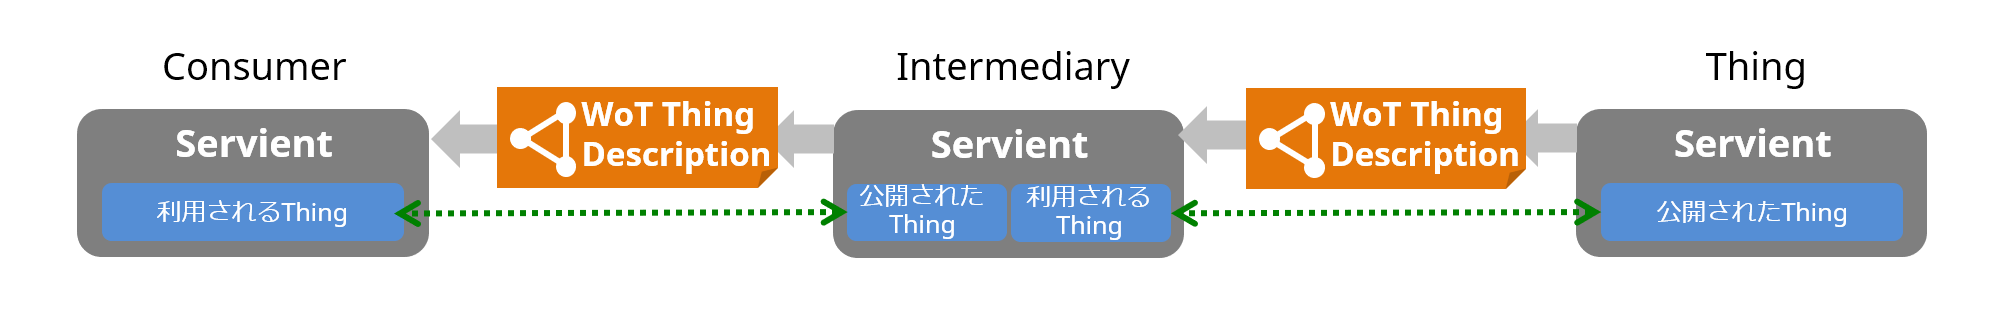 Consumer
Servient
利用されるThing
WoT Thing
Description
Intermediary
Servient
公開された
Thing
利用される
Thing
WoT Thing
Description
Thing
Servient
公開されたThing